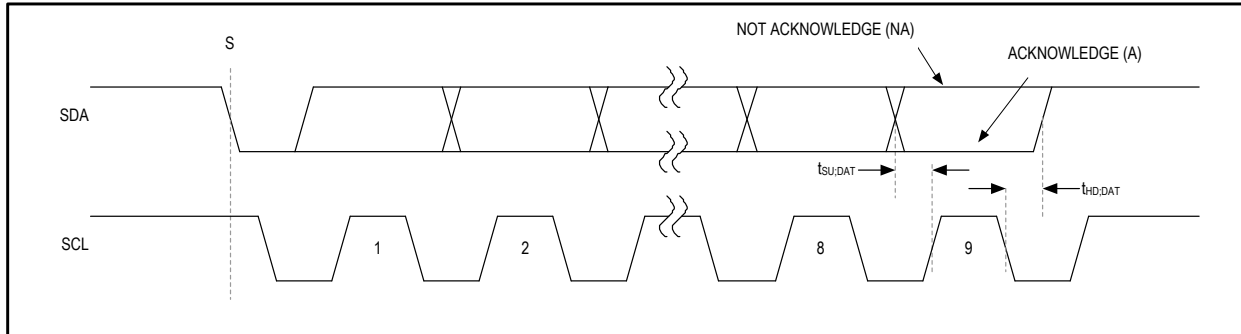 S
NOT ACKNOWLEDGE (NA)
ACKNOWLEDGE (A)
SDA
tSU;DAT
tHD;DAT
SCL
1
2
8
9